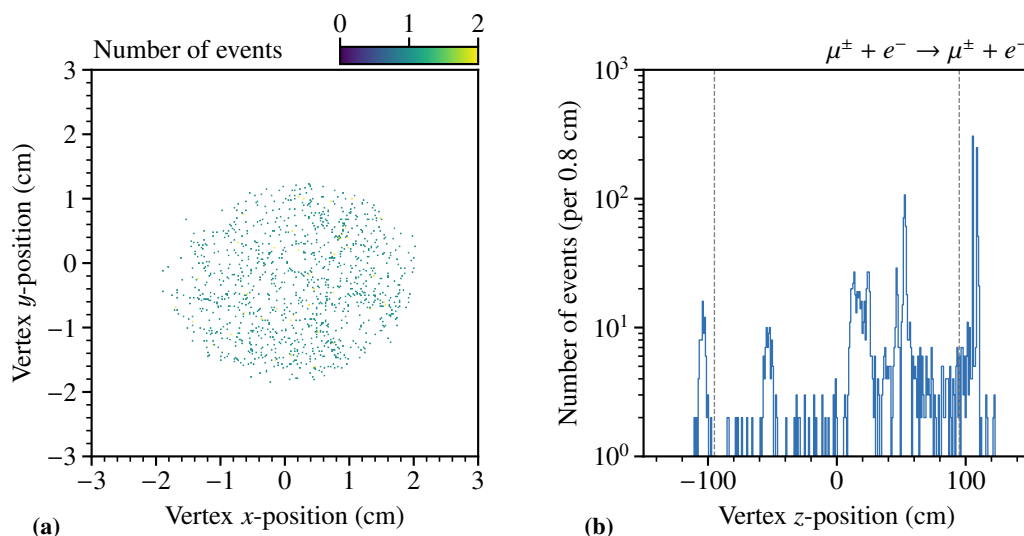 Number of events
0 1 2
3
2
1
0
−1
−2
−3
Vertex y-position (cm)
−3 −2 −1 0 1 2 3
Vertex x-position (cm)
(a)
μ± + e− → μ± + e−
10³
10²
10¹
10⁰
Number of events (per 0.8 cm)
−100 0 100
Vertex z-position (cm)
(b)